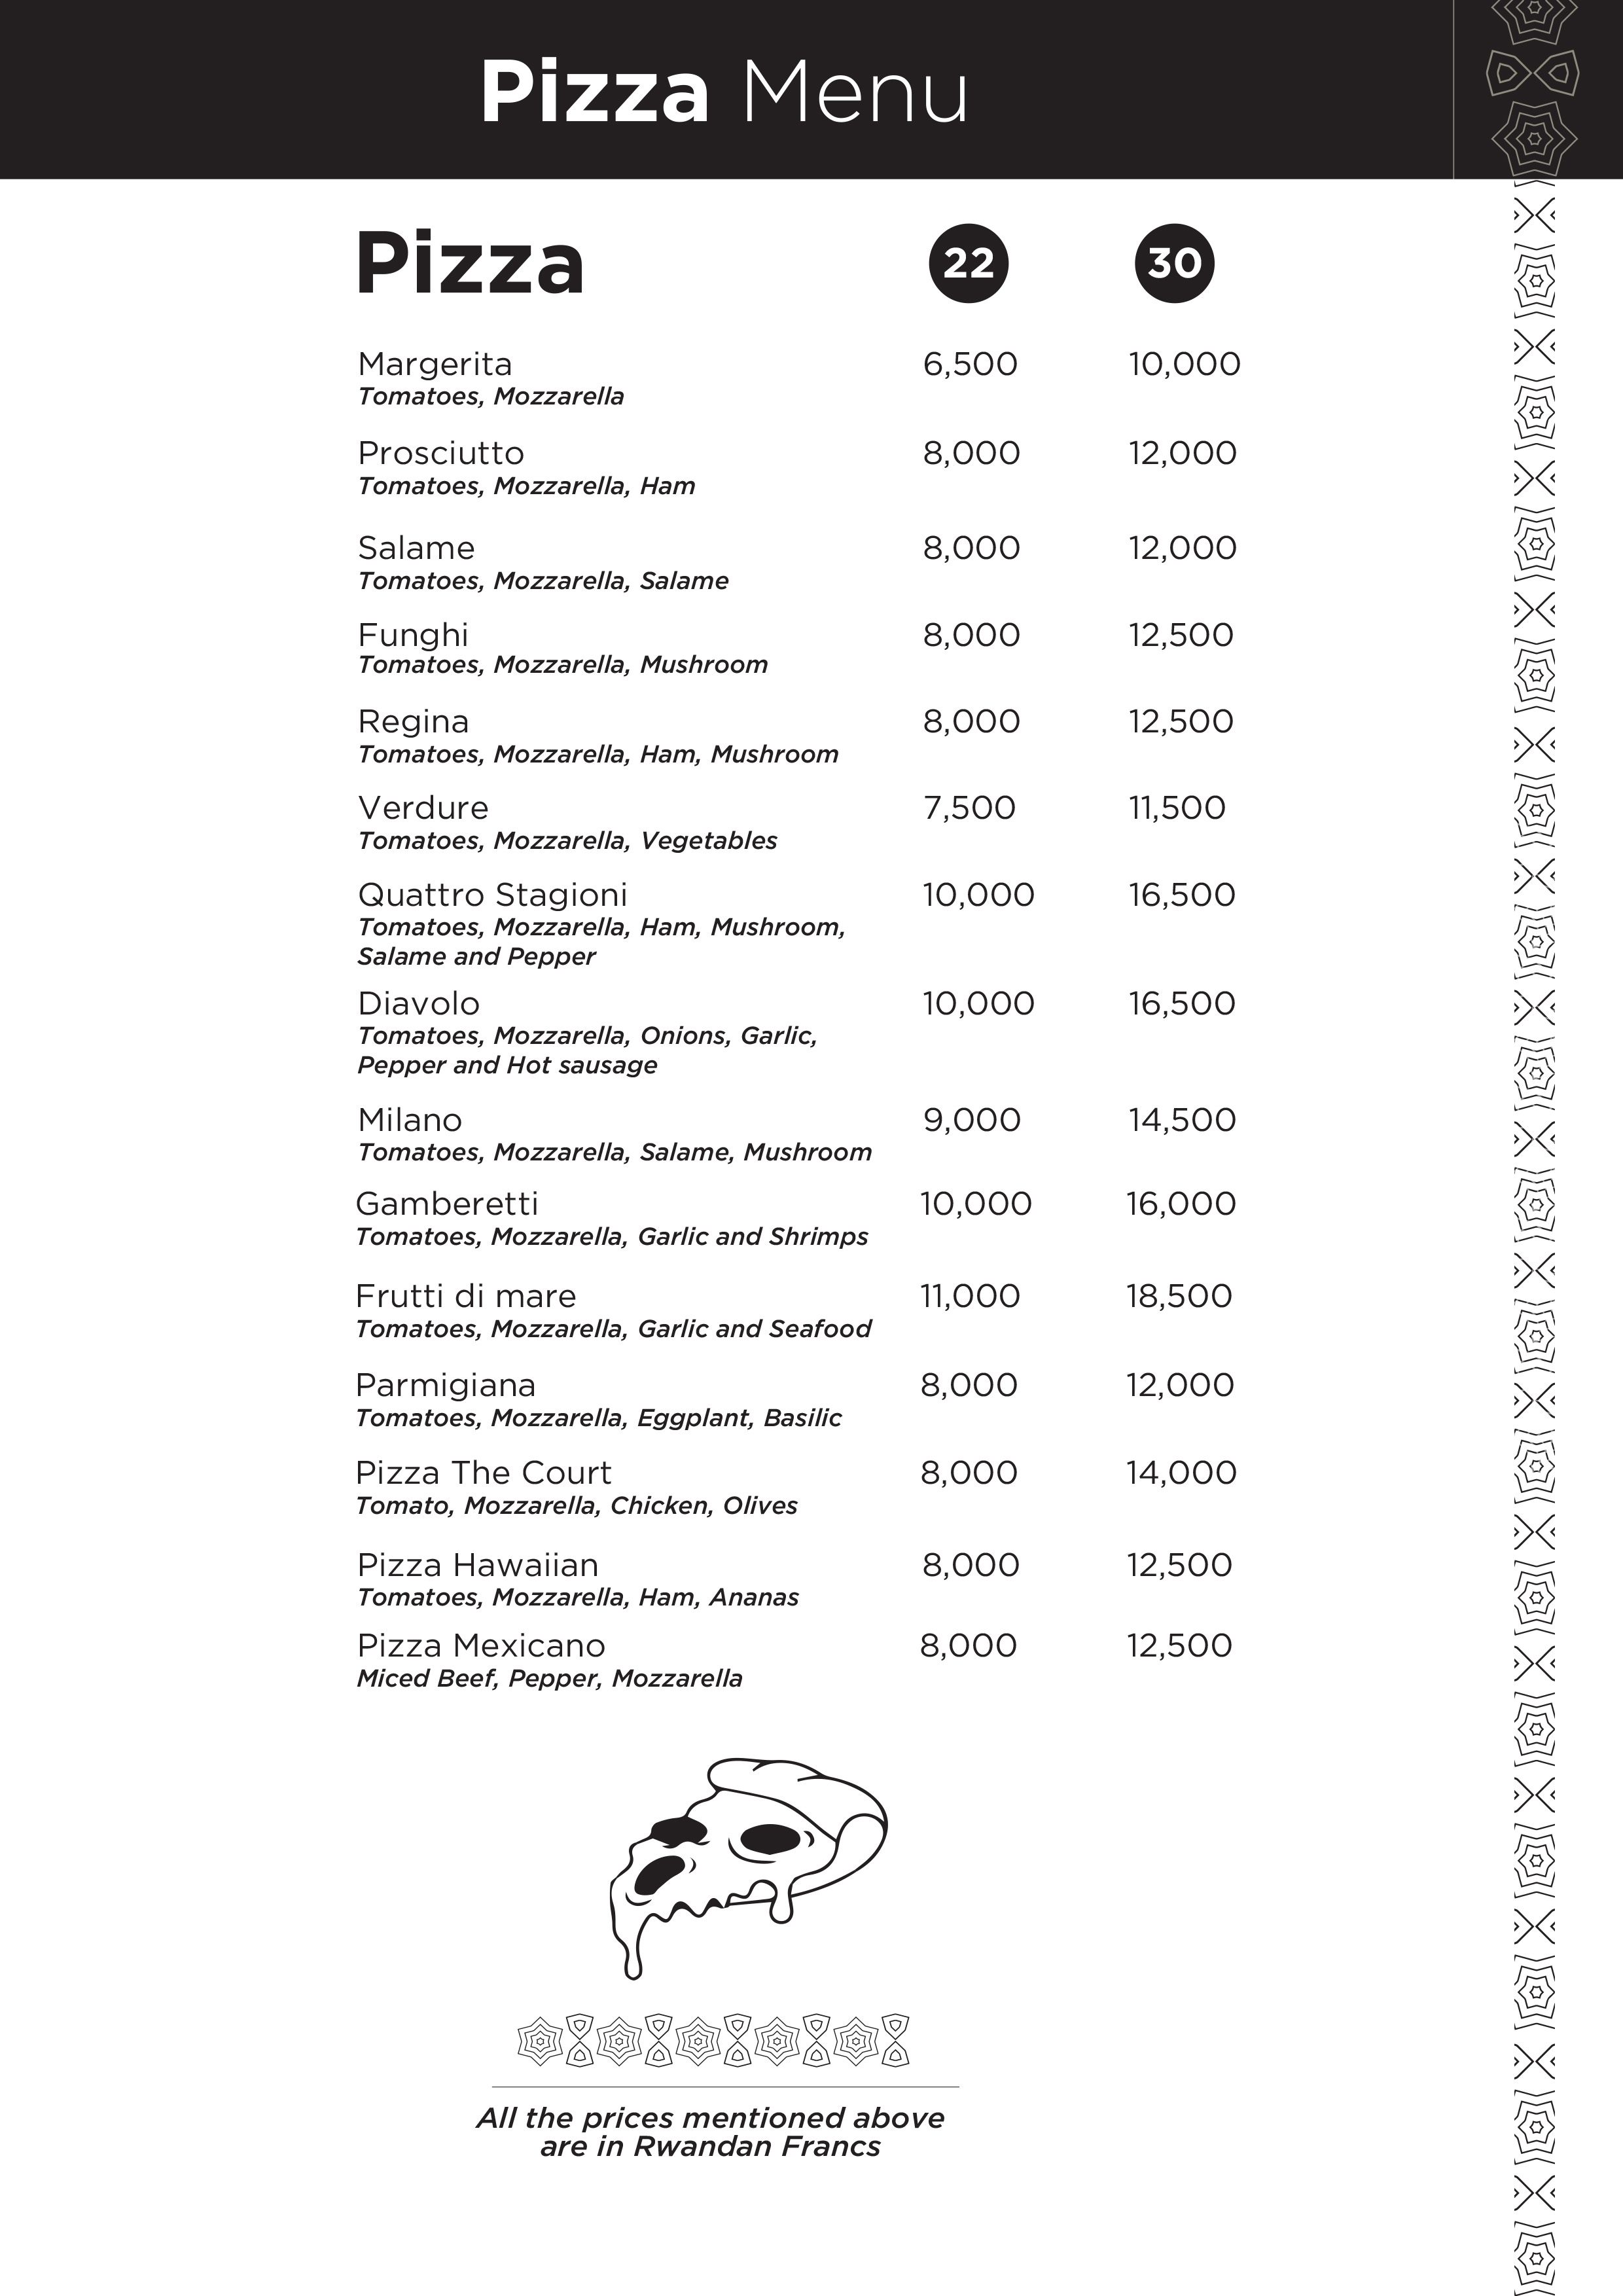 Pizza Menu
Pizza 22 30
Margerita 6,500 10,000
Tomatoes, Mozzarella
Prosciutto 8,000 12,000
Tomatoes, Mozzarella, Ham
Salame 8,000 12,000
Tomatoes, Mozzarella, Salame
Funghi 8,000 12,500
Tomatoes, Mozzarella, Mushroom
Regina 8,000 12,500
Tomatoes, Mozzarella, Ham, Mushroom
Verdure 7,500 11,500
Tomatoes, Mozzarella, Vegetables
Quattro Stagioni 10,000 16,500
Tomatoes, Mozzarella, Ham, Mushroom,
Salame and Pepper
Diavolo 10,000 16,500
Tomatoes, Mozzarella, Onions, Garlic,
Pepper and Hot sausage
Milano 9,000 14,500
Tomatoes, Mozzarella, Salame, Mushroom
Gamberetti 10,000 16,000
Tomatoes, Mozzarella, Garlic and Shrimps
Frutti di mare 11,000 18,500
Tomatoes, Mozzarella, Garlic and Seafood
Parmigiana 8,000 12,000
Tomatoes, Mozzarella, Eggplant, Basilic
Pizza The Court 8,000 14,000
Tomato, Mozzarella, Chicken, Olives
Pizza Hawaiian 8,000 12,500
Tomatoes, Mozzarella, Ham, Ananas
Pizza Mexicano 8,000 12,500
Miced Beef, Pepper, Mozzarella
All the prices mentioned above
are in Rwandan Francs